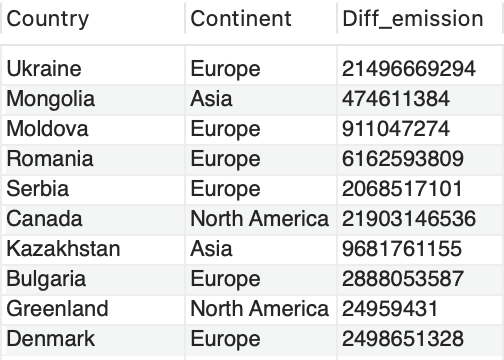 Country Continent Diff_emission
Ukraine Europe 21496669294
Mongolia Asia 474611384
Moldova Europe 911047274
Romania Europe 6162593809
Serbia Europe 2068517101
Canada North America 21903146536
Kazakhstan Asia 9681761155
Bulgaria Europe 2888053587
Greenland North America 24959431
Denmark Europe 2498651328